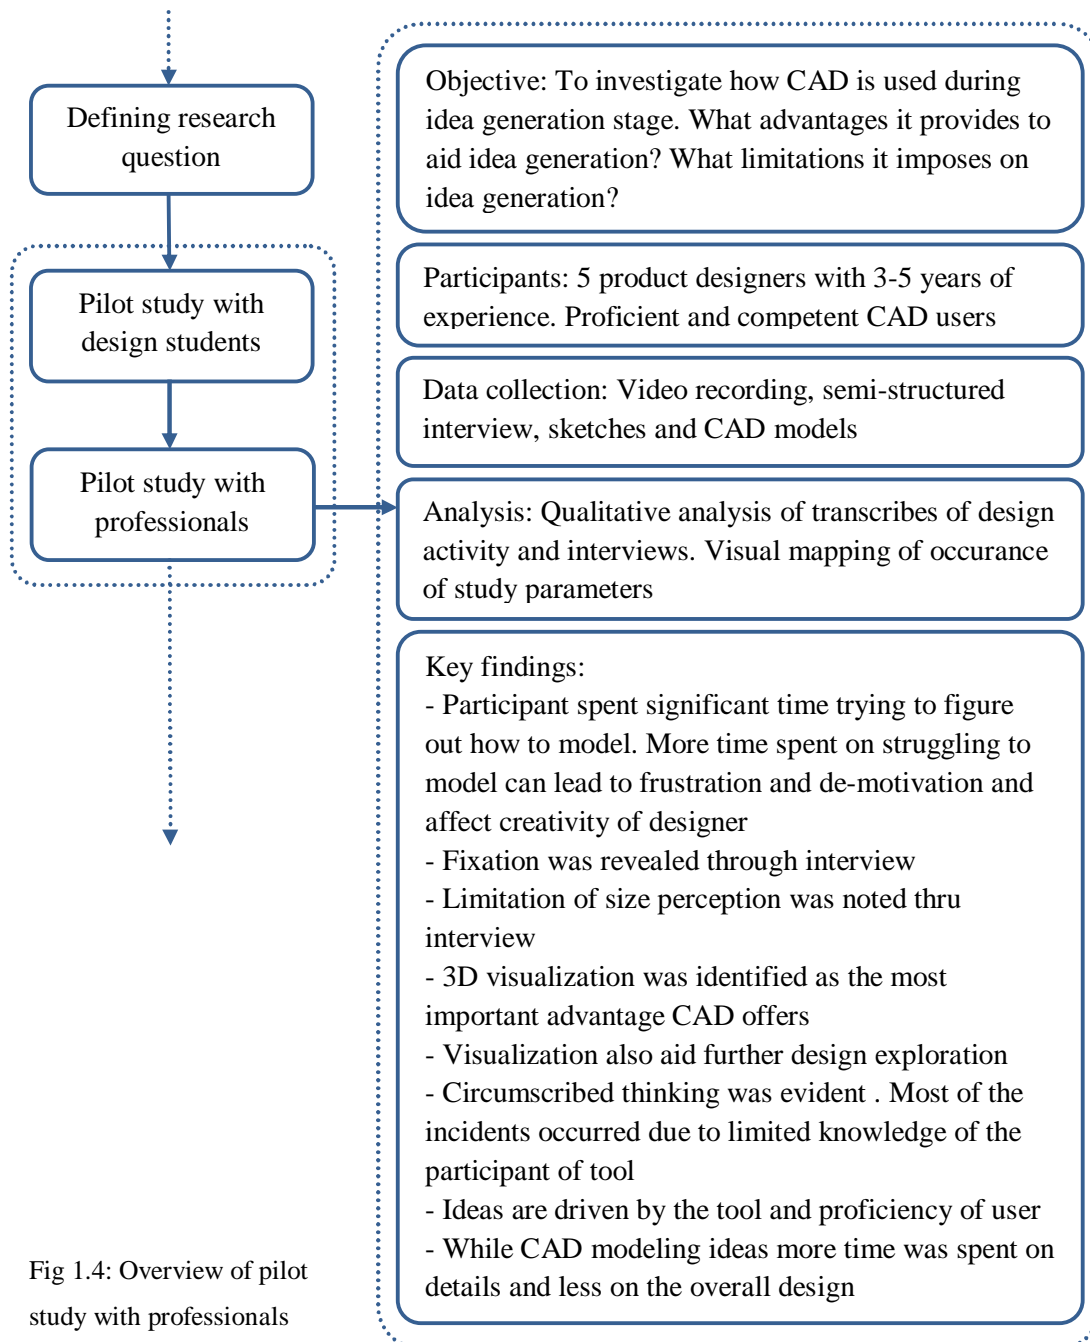 Defining research
question
Pilot study with
design students
Pilot study with
professionals
Objective: To investigate how CAD is used during
idea generation stage. What advantages it provides to
aid idea generation? What limitations it imposes on
idea generation?
Participants: 5 product designers with 3-5 years of
experience. Proficient and competent CAD users
Data collection: Video recording, semi-structured
interview, sketches and CAD models
Analysis: Qualitative analysis of transcribes of design
activity and interviews. Visual mapping of occurance
of study parameters
Key findings:
- Participant spent significant time trying to figure
out how to model. More time spent on struggling to
model can lead to frustration and de-motivation and
affect creativity of designer
- Fixation was revealed through interview
- Limitation of size perception was noted thru
interview
- 3D visualization was identified as the most
important advantage CAD offers
- Visualization also aid further design exploration
- Circumscribed thinking was evident . Most of the
incidents occurred due to limited knowledge of the
participant of tool
- Ideas are driven by the tool and proficiency of user
- While CAD modeling ideas more time was spent on
details and less on the overall design
Fig 1.4: Overview of pilot
study with professionals